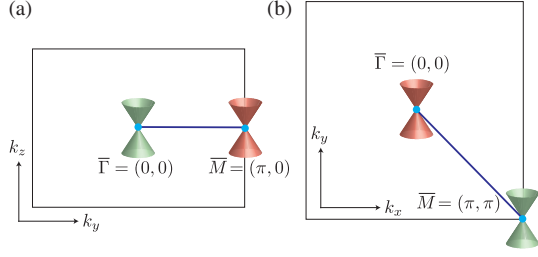 (a)
k_z
Γ̅ = (0, 0)
M̅ = (π, 0)
k_y
(b)
Γ̅ = (0, 0)
k_y
M̅ = (π, π)
k_x